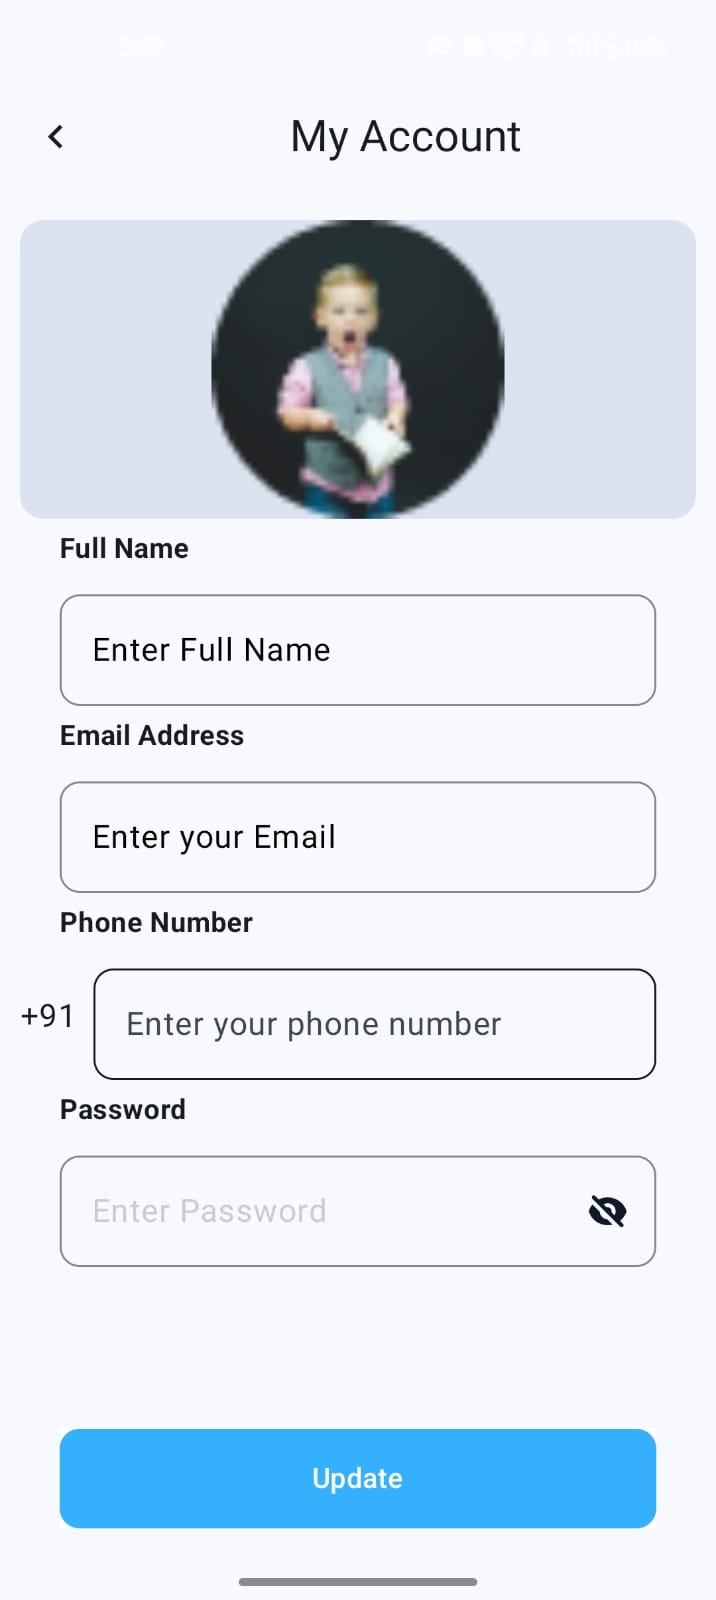 5:39
18%
My Account
Full Name
Enter Full Name
Email Address
Enter your Email
Phone Number
+91
Enter your phone number
Password
Enter Password
Update